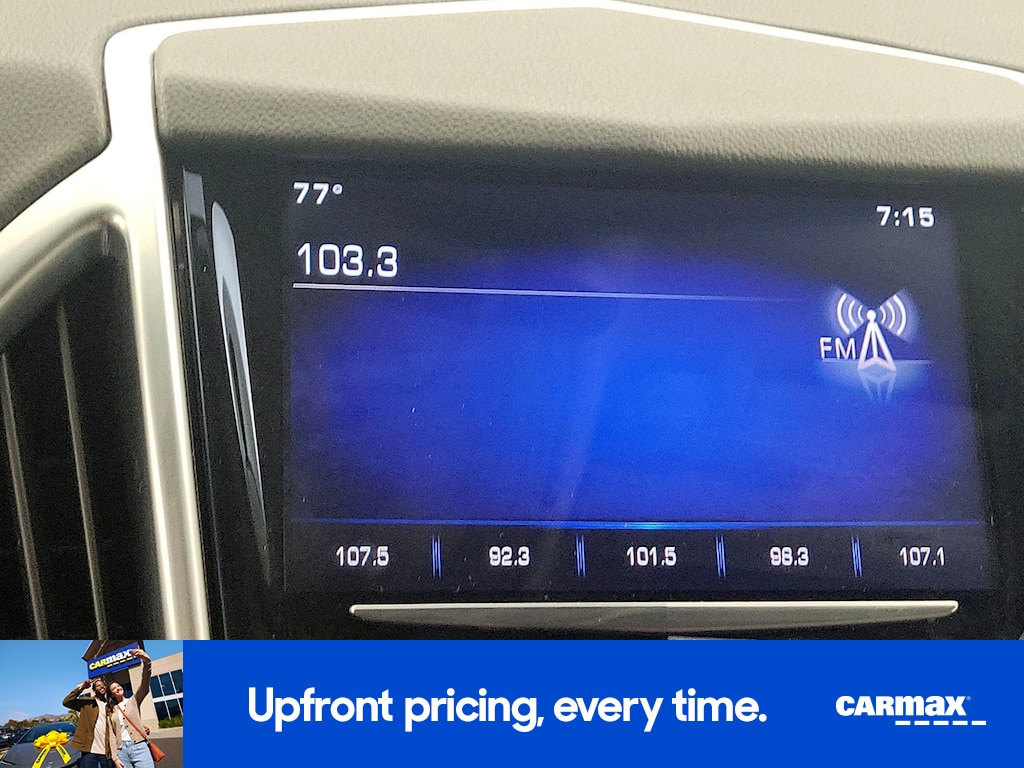 77°
7:15
103.3
FM
107.5 92.3 101.5 98.3 107.1
CARMAX
Upfront pricing, every time.
CARMAX